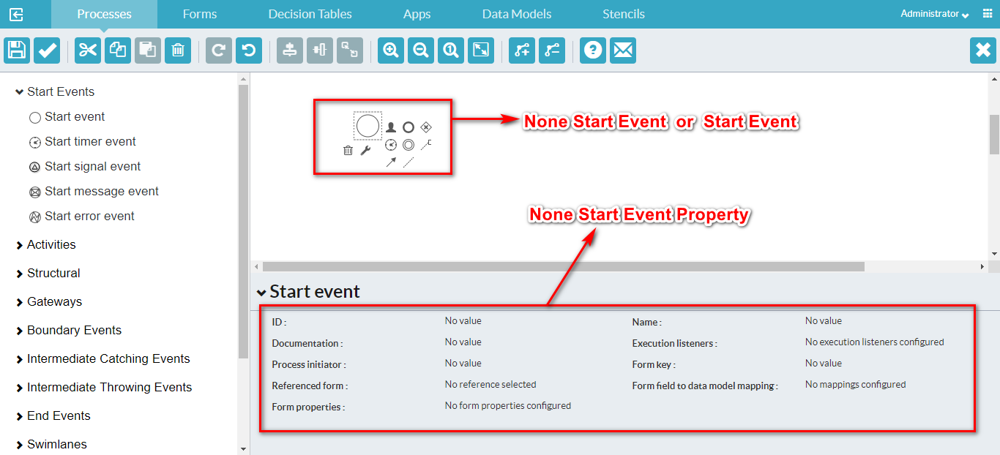 Processes Forms Decision Tables Apps Data Models Stencils Administrator
1 ?
Start Events
Start event
Start timer event
Start signal event
Start message event
Start error event
Activities
Structural
Gateways
Boundary Events
Intermediate Catching Events
Intermediate Throwing Events
End Events
Swimlanes
None Start Event or Start Event
None Start Event Property
Start event
ID : No value Name : No value
Documentation : No value Execution listeners : No execution listeners configured
Process initiator : No value Form key : No value
Referenced form : No reference selected Form field to data model mapping : No mappings configured
Form properties : No form properties configured